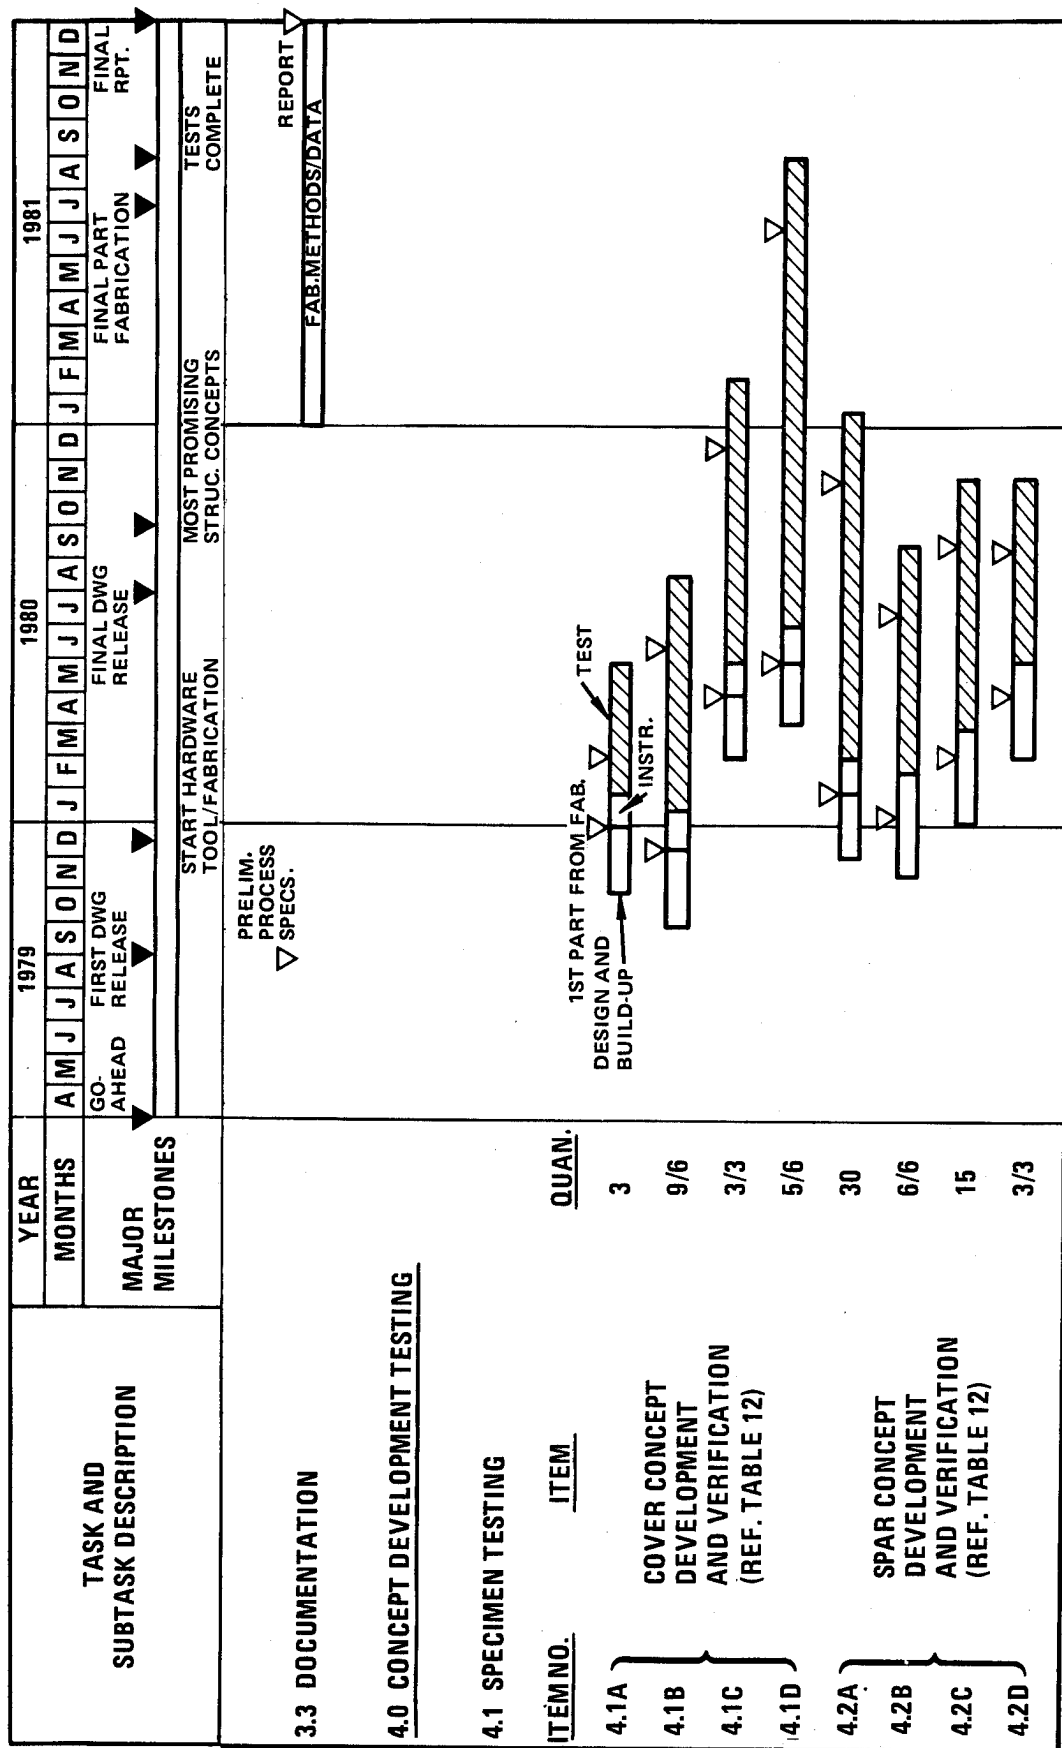 TASK AND
SUBTASK DESCRIPTION
YEAR
1979
1980
1981
MONTHS
A M J J A S O N D J F M A M J J A S O N D J F M A M J J A S O N D
MAJOR
MILESTONES
GO-
AHEAD
FIRST DWG
RELEASE
FINAL DWG
RELEASE
FINAL PART
FABRICATION
FINAL
RPT.
START HARDWARE
TOOL/FABRICATION
MOST PROMISING
STRUC. CONCEPTS
TESTS
COMPLETE
3.3 DOCUMENTATION
PRELIM.
PROCESS
SPECS.
REPORT
FAB.METHODS/DATA
4.0 CONCEPT DEVELOPMENT TESTING
4.1 SPECIMEN TESTING
ITEM NO.
ITEM
QUAN.
1ST PART FROM FAB.
DESIGN AND
BUILD-UP
INSTR.
TEST
4.1A
3
4.1B
9/6
4.1C
3/3
4.1D
5/6
COVER CONCEPT
DEVELOPMENT
AND VERIFICATION
(REF. TABLE 12)
4.2A
30
4.2B
6/6
4.2C
15
4.2D
3/3
SPAR CONCEPT
DEVELOPMENT
AND VERIFICATION
(REF. TABLE 12)